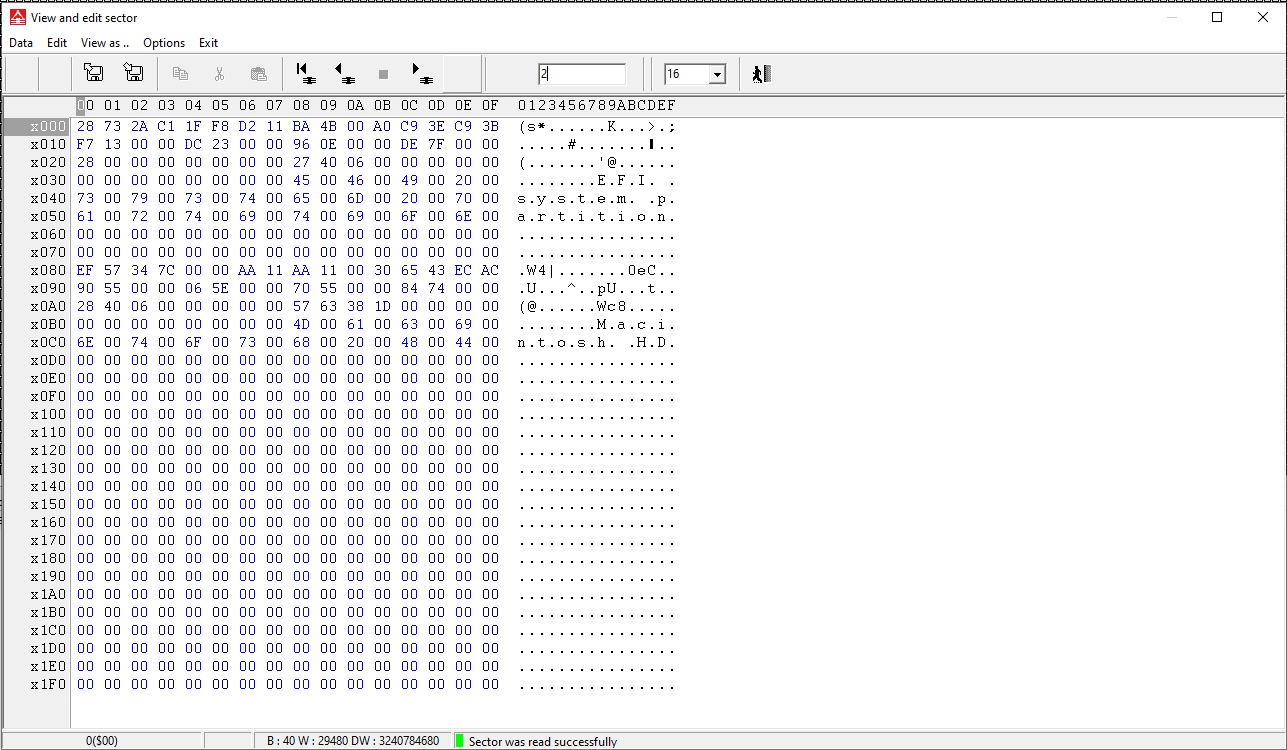 View and edit sector
Data Edit View as .. Options Exit
2 16
00 01 02 03 04 05 06 07 08 09 0A 0B 0C 0D 0E 0F 0123456789ABCDEF
x000 28 73 2A C1 1F F8 D2 11 BA 4B 00 A0 C9 3E C9 3B (s*......K...>.;
x010 F7 13 00 00 DC 23 00 00 96 0E 00 00 DE 7F 00 00 .....#.......▮..
x020 28 00 00 00 00 00 00 00 27 40 06 00 00 00 00 00 (.......'@......
x030 00 00 00 00 00 00 00 00 45 00 46 00 49 00 20 00 ........E.F.I. .
x040 73 00 79 00 73 00 74 00 65 00 6D 00 20 00 70 00 s.y.s.t.e.m. .p.
x050 61 00 72 00 74 00 69 00 74 00 69 00 6F 00 6E 00 a.r.t.i.t.i.o.n.
x060 00 00 00 00 00 00 00 00 00 00 00 00 00 00 00 00 ................
x070 00 00 00 00 00 00 00 00 00 00 00 00 00 00 00 00 ................
x080 EF 57 34 7C 00 00 AA 11 AA 11 00 30 65 43 EC AC .W4|.......0eC..
x090 90 55 00 00 06 5E 00 00 70 55 00 00 84 74 00 00 .U...^..pU...t..
x0A0 28 40 06 00 00 00 00 00 57 63 38 1D 00 00 00 00 (@......Wc8.....
x0B0 00 00 00 00 00 00 00 00 4D 00 61 00 63 00 69 00 ........M.a.c.i.
x0C0 6E 00 74 00 6F 00 73 00 68 00 20 00 48 00 44 00 n.t.o.s.h. .H.D.
x0D0 00 00 00 00 00 00 00 00 00 00 00 00 00 00 00 00 ................
x0E0 00 00 00 00 00 00 00 00 00 00 00 00 00 00 00 00 ................
x0F0 00 00 00 00 00 00 00 00 00 00 00 00 00 00 00 00 ................
x100 00 00 00 00 00 00 00 00 00 00 00 00 00 00 00 00 ................
x110 00 00 00 00 00 00 00 00 00 00 00 00 00 00 00 00 ................
x120 00 00 00 00 00 00 00 00 00 00 00 00 00 00 00 00 ................
x130 00 00 00 00 00 00 00 00 00 00 00 00 00 00 00 00 ................
x140 00 00 00 00 00 00 00 00 00 00 00 00 00 00 00 00 ................
x150 00 00 00 00 00 00 00 00 00 00 00 00 00 00 00 00 ................
x160 00 00 00 00 00 00 00 00 00 00 00 00 00 00 00 00 ................
x170 00 00 00 00 00 00 00 00 00 00 00 00 00 00 00 00 ................
x180 00 00 00 00 00 00 00 00 00 00 00 00 00 00 00 00 ................
x190 00 00 00 00 00 00 00 00 00 00 00 00 00 00 00 00 ................
x1A0 00 00 00 00 00 00 00 00 00 00 00 00 00 00 00 00 ................
x1B0 00 00 00 00 00 00 00 00 00 00 00 00 00 00 00 00 ................
x1C0 00 00 00 00 00 00 00 00 00 00 00 00 00 00 00 00 ................
x1D0 00 00 00 00 00 00 00 00 00 00 00 00 00 00 00 00 ................
x1E0 00 00 00 00 00 00 00 00 00 00 00 00 00 00 00 00 ................
x1F0 00 00 00 00 00 00 00 00 00 00 00 00 00 00 00 00 ................
0($00) B : 40 W : 29480 DW : 3240784680 Sector was read successfully